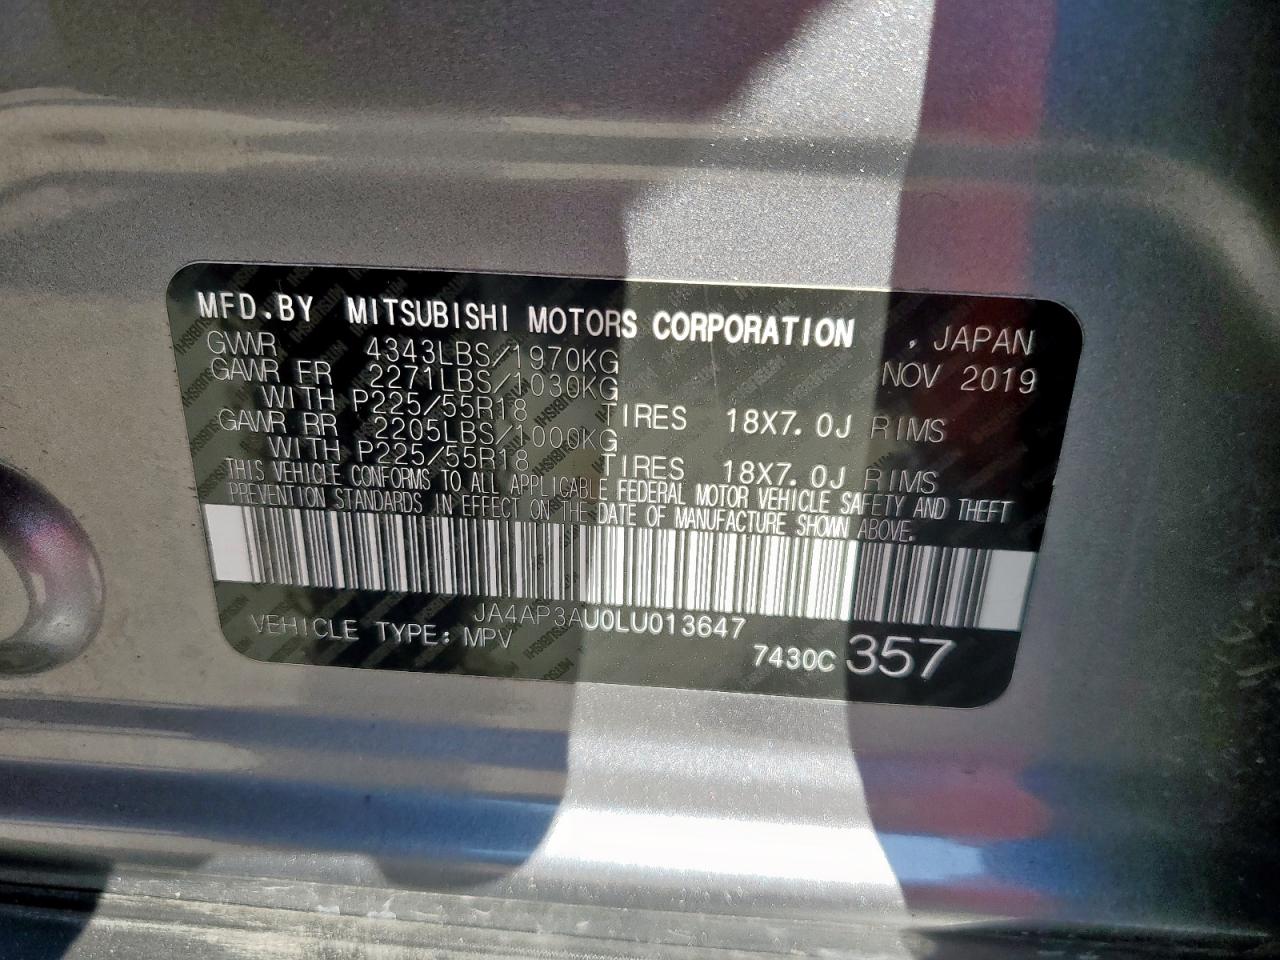 MFD.BY MITSUBISHI MOTORS CORPORATION , JAPAN
GVWR 4343LBS/1970KG NOV 2019
GAWR FR 2271LBS/1030KG
WITH P225/55R18 TIRES 18X7.0J RIMS
GAWR RR 2205LBS/1000KG
WITH P225/55R18 TIRES 18X7.0J RIMS
THIS VEHICLE CONFORMS TO ALL APPLICABLE FEDERAL MOTOR VEHICLE SAFETY AND THEFT
PREVENTION STANDARDS IN EFFECT ON THE DATE OF MANUFACTURE SHOWN ABOVE.
JA4AP3AU0LU013647
VEHICLE TYPE: MPV
7430C 357